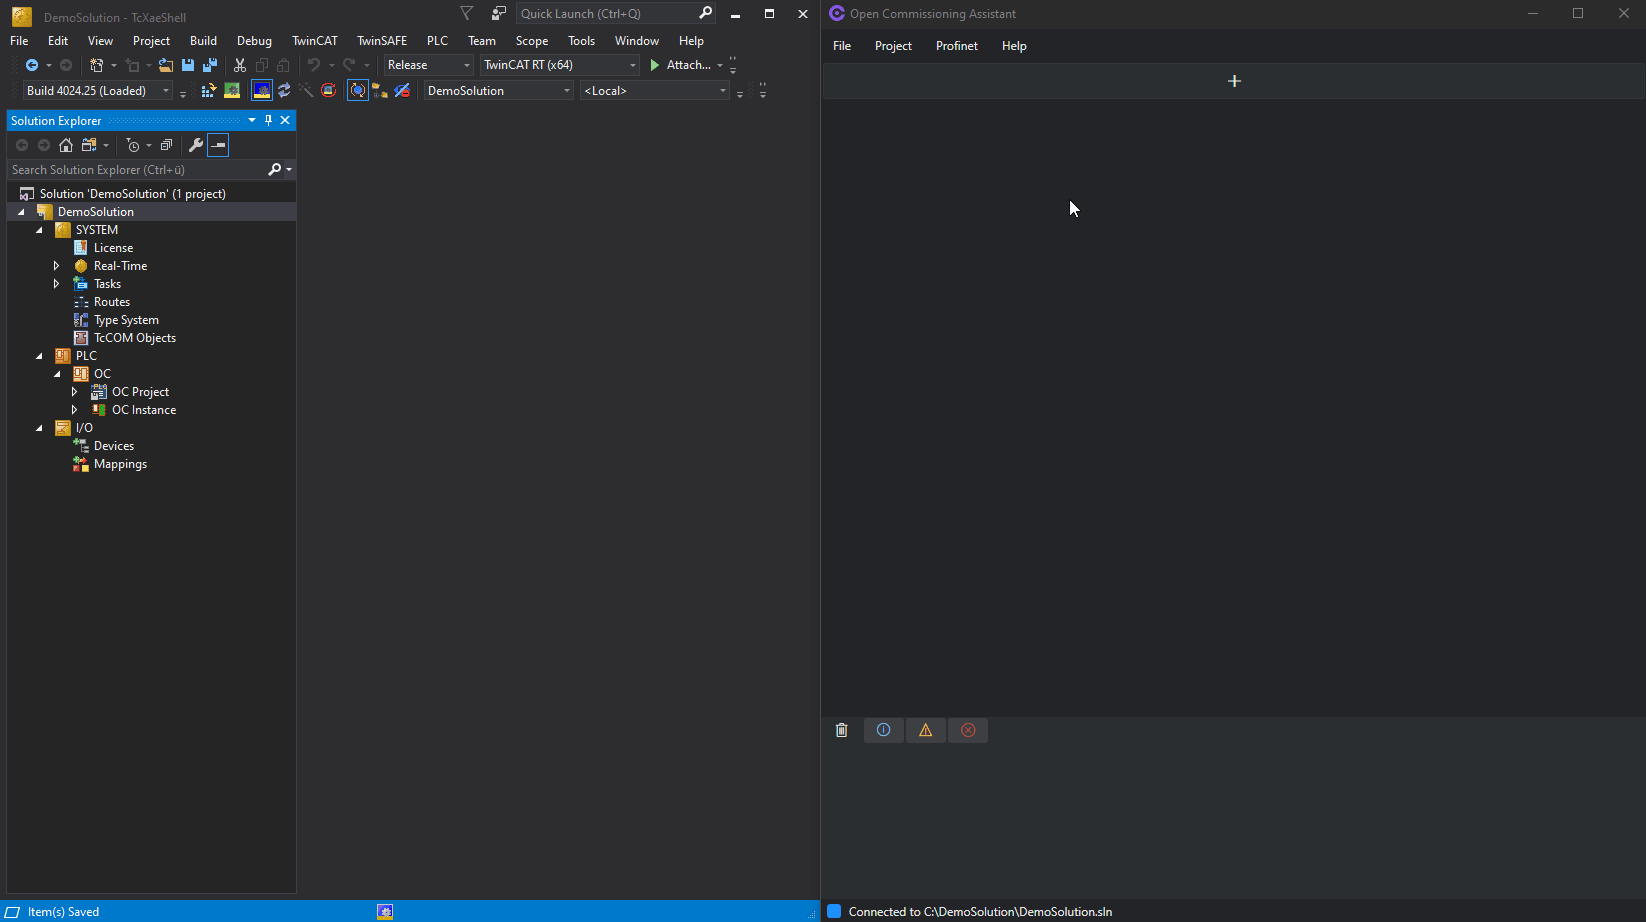 DemoSolution - TcXaeShell
Quick Launch (Ctrl+Q)
File Edit View Project Build Debug TwinCAT TwinSAFE PLC Team Scope Tools Window Help
Release TwinCAT RT (x64) Attach...
Build 4024.25 (Loaded) DemoSolution <Local>
Solution Explorer
Search Solution Explorer (Ctrl+ü)
Solution 'DemoSolution' (1 project)
DemoSolution
SYSTEM
License
Real-Time
Tasks
Routes
Type System
TcCOM Objects
PLC
OC
OC Project
OC Instance
I/O
Devices
Mappings
Item(s) Saved
Open Commissioning Assistant
File Project Profinet Help
Connected to C:\DemoSolution\DemoSolution.sln